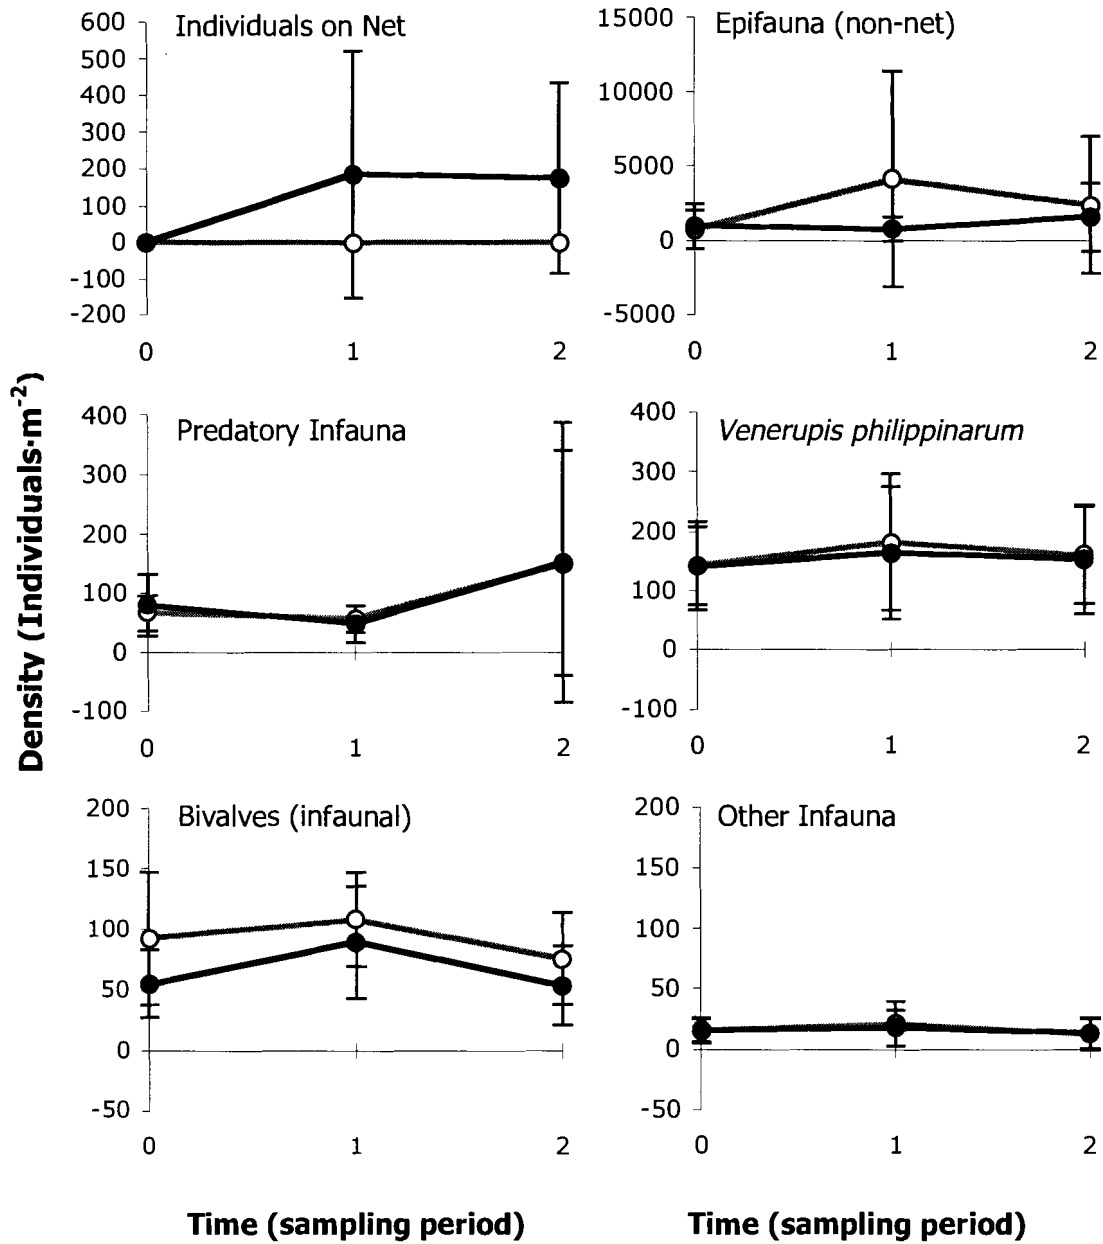 Individuals on Net
600
500
400
300
200
100
0
-100
-200
0 1 2
Epifauna (non-net)
15000
10000
5000
0
-5000
0 1 2
Density (Individuals·m⁻²)
Predatory Infauna
400
300
200
100
0
-100
0 1 2
Venerupis philippinarum
400
300
200
100
0
-100
0 1 2
Bivalves (infaunal)
200
150
100
50
0
-50
0 1 2
Other Infauna
200
150
100
50
0
-50
0 1 2
Time (sampling period)
Time (sampling period)